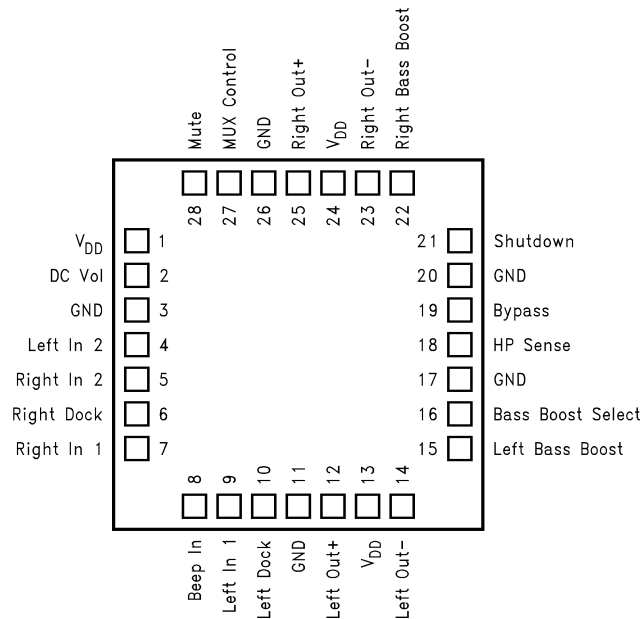 Mute
MUX Control
GND
Right Out+
VDD
Right Out-
Right Bass Boost
28
27
26
25
24
23
22
VDD 1
DC Vol 2
GND 3
Left In 2 4
Right In 2 5
Right Dock 6
Right In 1 7
21 Shutdown
20 GND
19 Bypass
18 HP Sense
17 GND
16 Bass Boost Select
15 Left Bass Boost
8
9
10
11
12
13
14
Beep In
Left In 1
Left Dock
GND
Left Out+
VDD
Left Out-